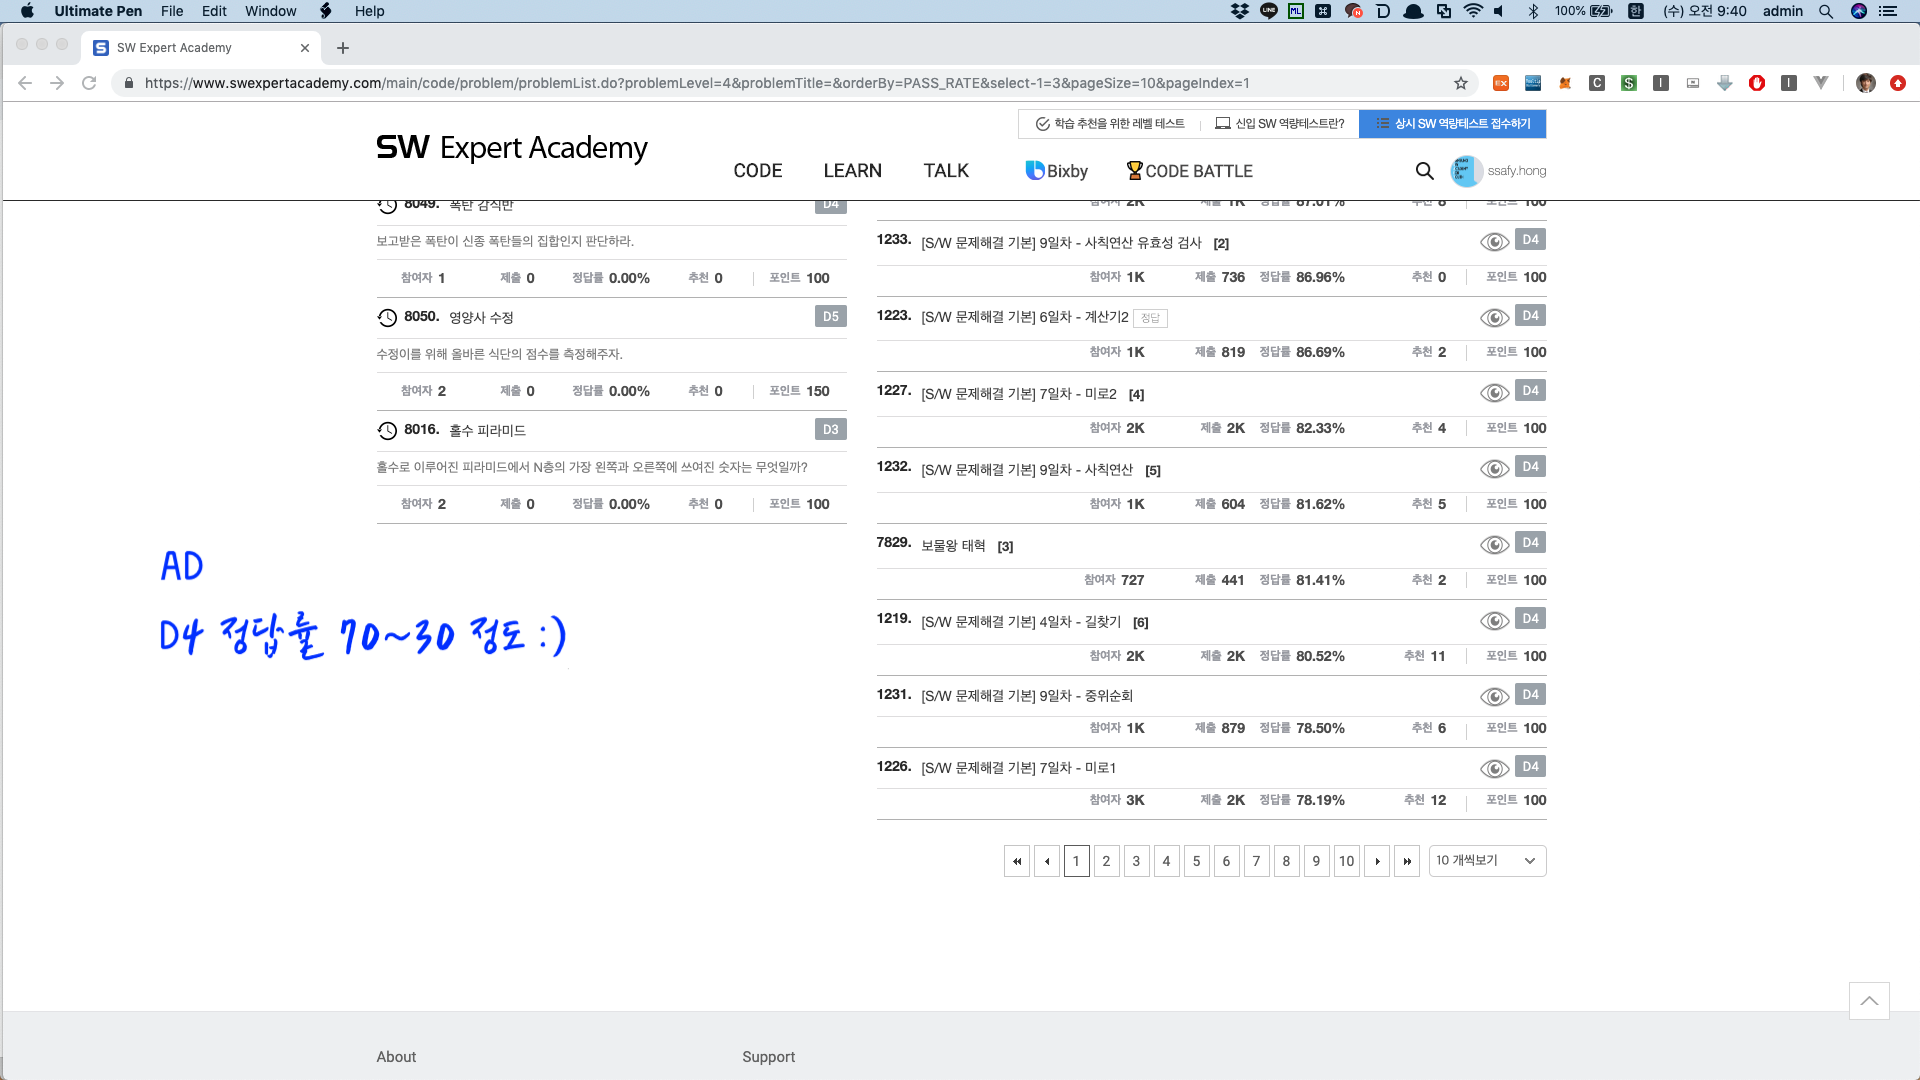 Ultimate Pen File Edit Window Help 100% 한 (수) 오전 9:40 admin
SW Expert Academy
https://www.swexpertacademy.com/main/code/problem/problemList.do?problemLevel=4&problemTitle=&orderBy=PASS_RATE&select-1=3&pageSize=10&pageIndex=1
학습 추천을 위한 레벨 테스트 신입 SW 역량테스트란? 상시 SW 역량테스트 접수하기
SW Expert Academy
CODE LEARN TALK Bixby CODE BATTLE ssafy.hong
8049. 폭탄 감식반 D4
보고받은 폭탄이 신종 폭탄들의 집합인지 판단하라.
참여자 1 제출 0 정답률 0.00% 추천 0 포인트 100
8050. 영양사 수정 D5
수정이를 위해 올바른 식단의 점수를 측정해주자.
참여자 2 제출 0 정답률 0.00% 추천 0 포인트 150
8016. 홀수 피라미드 D3
홀수로 이루어진 피라미드에서 N층의 가장 왼쪽과 오른쪽에 쓰여진 숫자는 무엇일까?
참여자 2 제출 0 정답률 0.00% 추천 0 포인트 100
AD
D4 정답률 70~30 정도 :)
참여자 2K 제출 1K 정답률 87.01% 추천 8 포인트 100
1233. [S/W 문제해결 기본] 9일차 - 사칙연산 유효성 검사 [2] D4
참여자 1K 제출 736 정답률 86.96% 추천 0 포인트 100
1223. [S/W 문제해결 기본] 6일차 - 계산기2 정답 D4
참여자 1K 제출 819 정답률 86.69% 추천 2 포인트 100
1227. [S/W 문제해결 기본] 7일차 - 미로2 [4] D4
참여자 2K 제출 2K 정답률 82.33% 추천 4 포인트 100
1232. [S/W 문제해결 기본] 9일차 - 사칙연산 [5] D4
참여자 1K 제출 604 정답률 81.62% 추천 5 포인트 100
7829. 보물왕 태혁 [3] D4
참여자 727 제출 441 정답률 81.41% 추천 2 포인트 100
1219. [S/W 문제해결 기본] 4일차 - 길찾기 [6] D4
참여자 2K 제출 2K 정답률 80.52% 추천 11 포인트 100
1231. [S/W 문제해결 기본] 9일차 - 중위순회 D4
참여자 1K 제출 879 정답률 78.50% 추천 6 포인트 100
1226. [S/W 문제해결 기본] 7일차 - 미로1 D4
참여자 3K 제출 2K 정답률 78.19% 추천 12 포인트 100
1 2 3 4 5 6 7 8 9 10 10 개씩보기
About Support